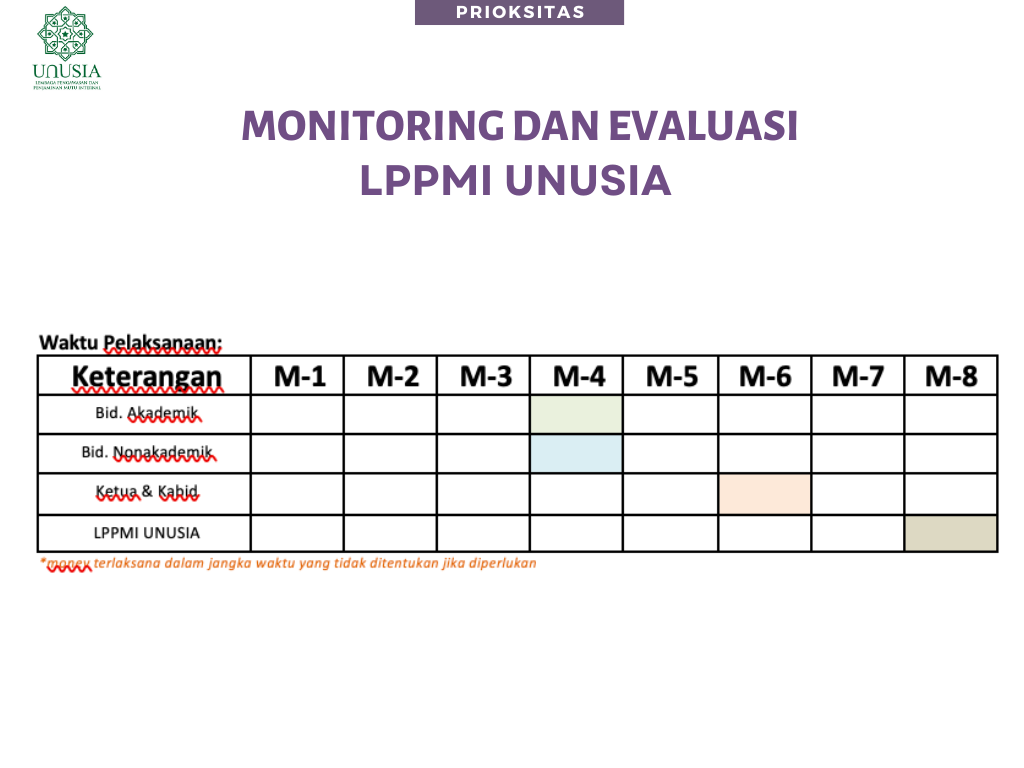 PRIOKSITAS
UNUSIA
LEMBAGA PENGAWASAN DAN
PENJAMINAN MUTU INTERNAL
MONITORING DAN EVALUASI
LPPMI UNUSIA
Waktu Pelaksanaan:
Keterangan M-1 M-2 M-3 M-4 M-5 M-6 M-7 M-8
Bid. Akademik
Bid. Nonakademik
Ketua & Kabid
LPPMI UNUSIA
*monev terlaksana dalam jangka waktu yang tidak ditentukan jika diperlukan